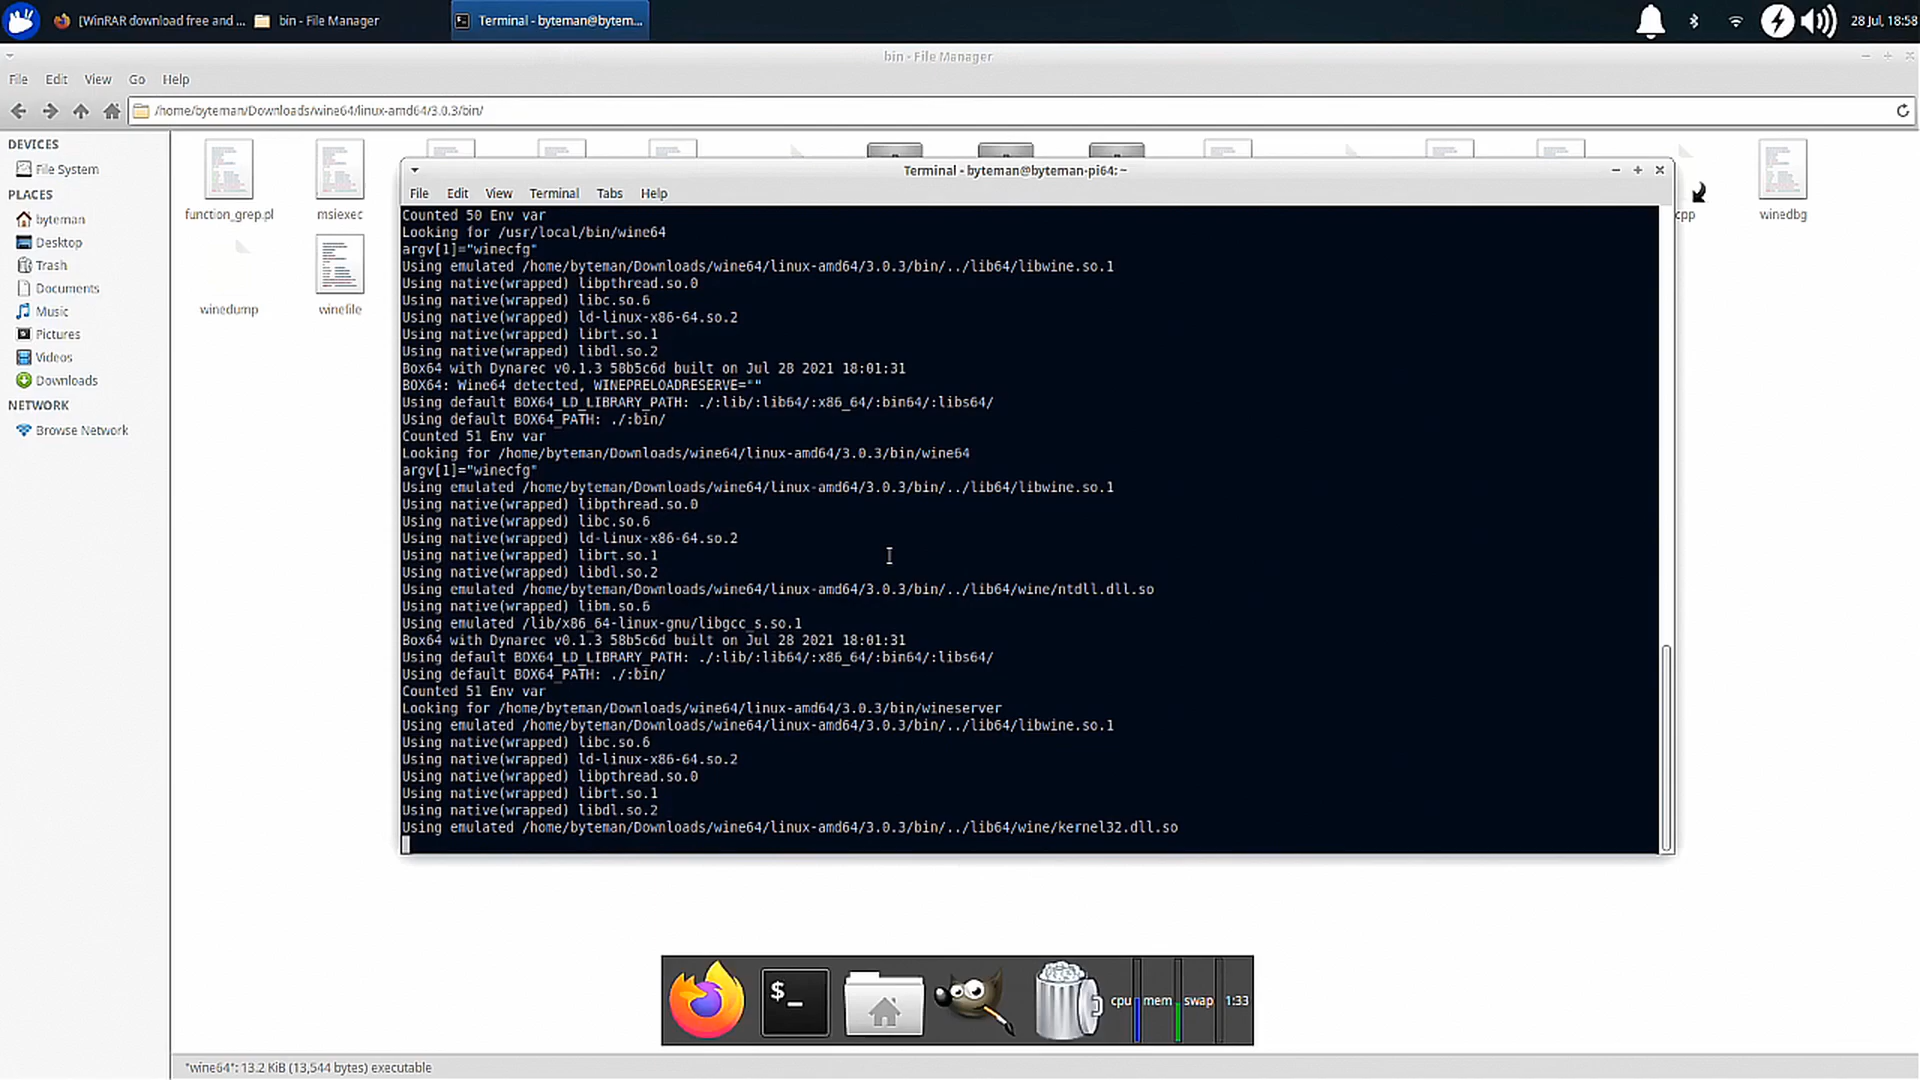 [WinRAR download free and ...
bin - File Manager
Terminal - byteman@bytem...
28 Jul, 18:58
bin - File Manager
File Edit View Go Help
/home/byteman/Downloads/wine64/linux-amd64/3.0.3/bin/
DEVICES
File System
PLACES
byteman
Desktop
Trash
Documents
Music
Pictures
Videos
Downloads
NETWORK
Browse Network
function_grep.pl
msiexec
cpp
winedbg
winedump
winefile
Terminal - byteman@byteman-pi64: ~
File Edit View Terminal Tabs Help
Counted 50 Env var
Looking for /usr/local/bin/wine64
argv[1]="winecfg"
Using emulated /home/byteman/Downloads/wine64/linux-amd64/3.0.3/bin/../lib64/libwine.so.1
Using native(wrapped) libpthread.so.0
Using native(wrapped) libc.so.6
Using native(wrapped) ld-linux-x86-64.so.2
Using native(wrapped) librt.so.1
Using native(wrapped) libdl.so.2
Box64 with Dynarec v0.1.3 58b5c6d built on Jul 28 2021 18:01:31
BOX64: Wine64 detected, WINEPRELOADRESERVE=""
Using default BOX64_LD_LIBRARY_PATH: ./:lib/:lib64/:x86_64/:bin64/:libs64/
Using default BOX64_PATH: ./:bin/
Counted 51 Env var
Looking for /home/byteman/Downloads/wine64/linux-amd64/3.0.3/bin/wine64
argv[1]="winecfg"
Using emulated /home/byteman/Downloads/wine64/linux-amd64/3.0.3/bin/../lib64/libwine.so.1
Using native(wrapped) libpthread.so.0
Using native(wrapped) libc.so.6
Using native(wrapped) ld-linux-x86-64.so.2
Using native(wrapped) librt.so.1
Using native(wrapped) libdl.so.2
Using emulated /home/byteman/Downloads/wine64/linux-amd64/3.0.3/bin/../lib64/wine/ntdll.dll.so
Using native(wrapped) libm.so.6
Using emulated /lib/x86_64-linux-gnu/libgcc_s.so.1
Box64 with Dynarec v0.1.3 58b5c6d built on Jul 28 2021 18:01:31
Using default BOX64_LD_LIBRARY_PATH: ./:lib/:lib64/:x86_64/:bin64/:libs64/
Using default BOX64_PATH: ./:bin/
Counted 51 Env var
Looking for /home/byteman/Downloads/wine64/linux-amd64/3.0.3/bin/wineserver
Using emulated /home/byteman/Downloads/wine64/linux-amd64/3.0.3/bin/../lib64/libwine.so.1
Using native(wrapped) libc.so.6
Using native(wrapped) ld-linux-x86-64.so.2
Using native(wrapped) libpthread.so.0
Using native(wrapped) librt.so.1
Using native(wrapped) libdl.so.2
Using emulated /home/byteman/Downloads/wine64/linux-amd64/3.0.3/bin/../lib64/wine/kernel32.dll.so
$_
cpu mem swap 1:33
"wine64": 13.2 KiB (13,544 bytes) executable